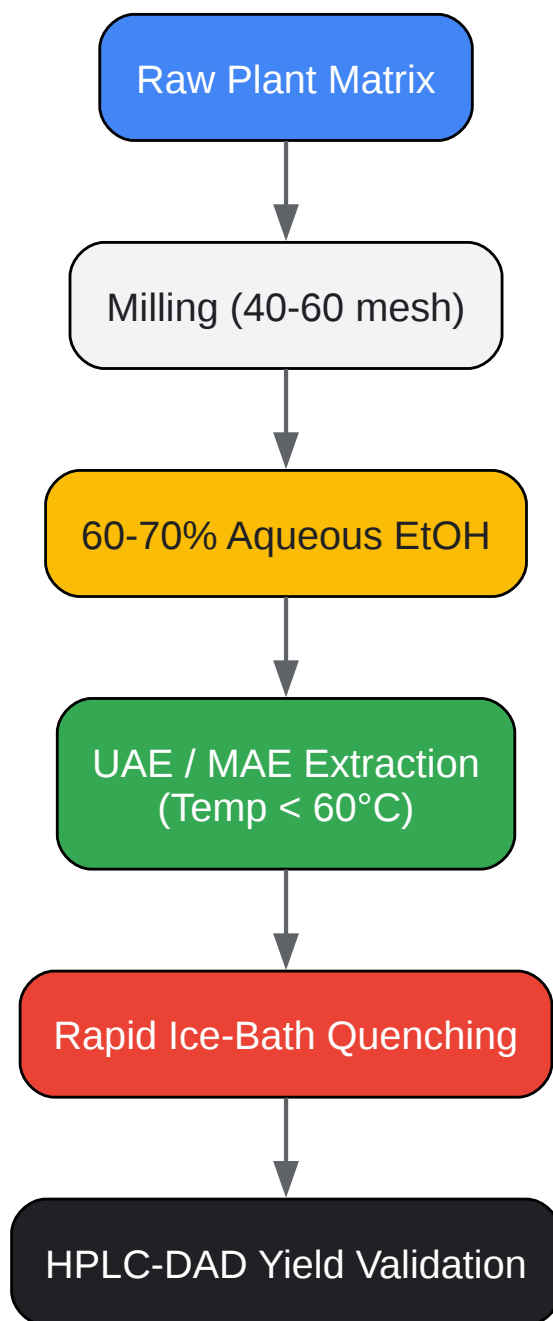 Raw Plant Matrix
Milling (40-60 mesh)
60-70% Aqueous EtOH
UAE / MAE Extraction
(Temp < 60°C)
Rapid Ice-Bath Quenching
HPLC-DAD Yield Validation